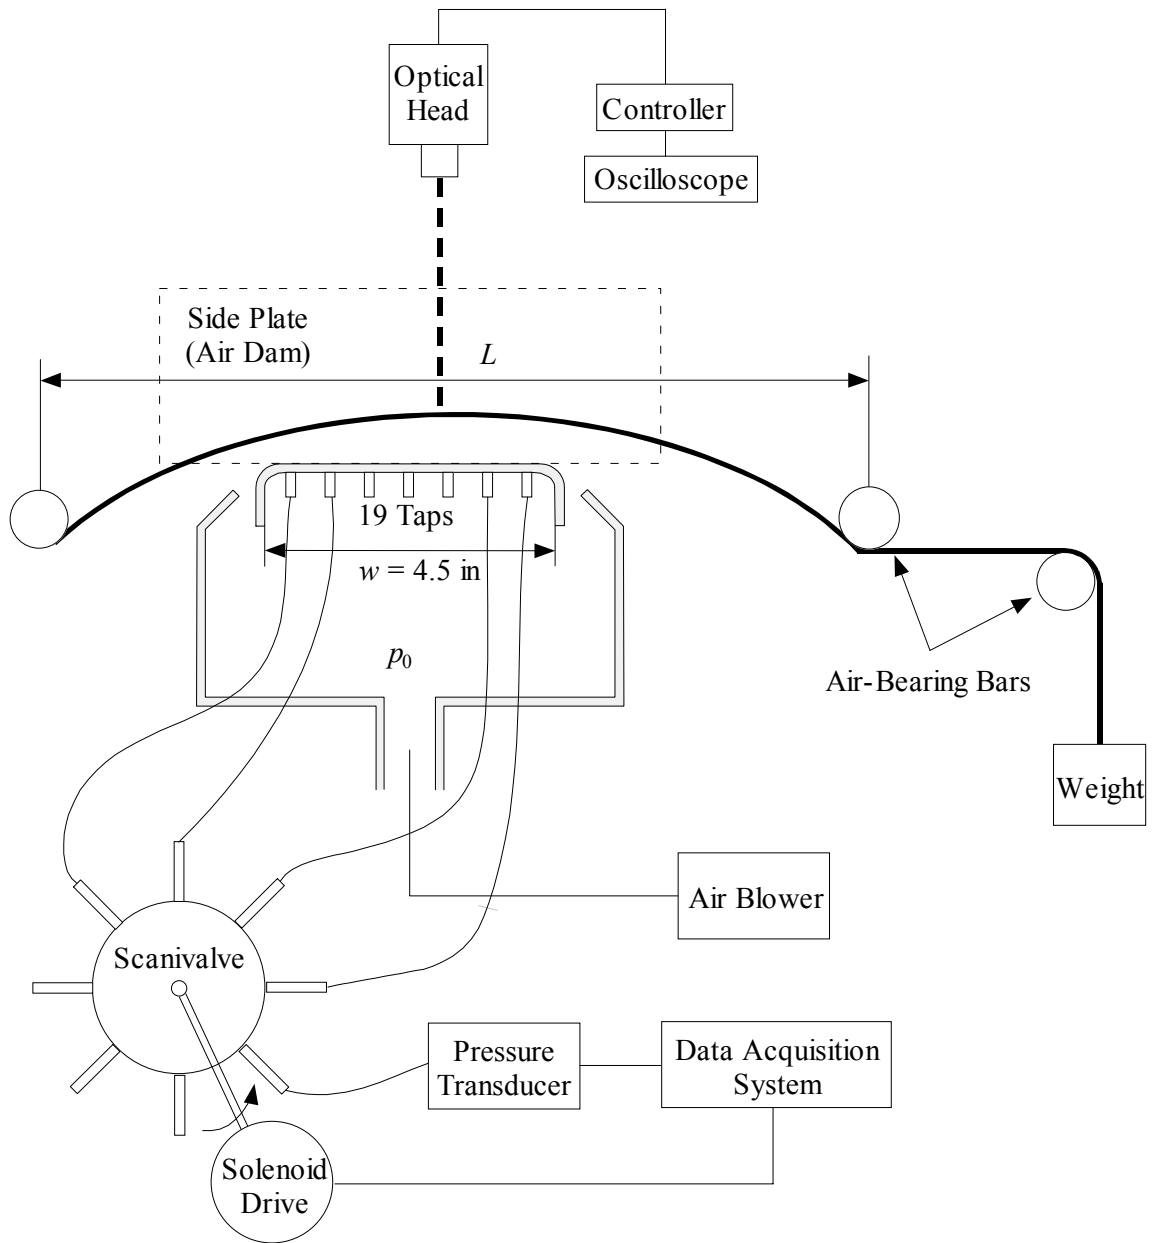 Optical
Head
Controller
Oscilloscope
Side Plate
(Air Dam)
L
19 Taps
w = 4.5 in
p0
Air-Bearing Bars
Weight
Air Blower
Scanivalve
Pressure
Transducer
Data Acquisition
System
Solenoid
Drive